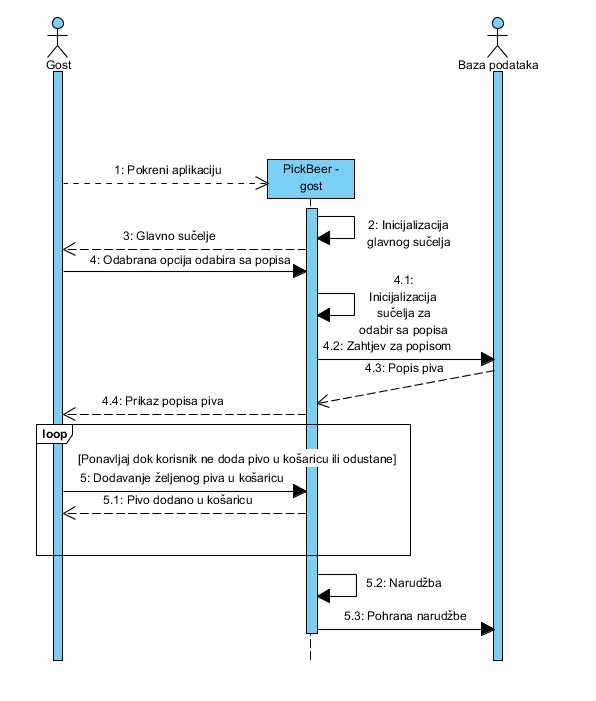 Gost
Baza podataka
1: Pokreni aplikaciju
PickBeer -
gost
2: Inicijalizacija
glavnog sučelja
3: Glavno sučelje
4: Odabrana opcija odabira sa popisa
4.1:
Inicijalizacija
sučelja za
odabir sa popisa
4.2: Zahtjev za popisom
4.3: Popis piva
4.4: Prikaz popisa piva
loop
[Ponavljaj dok korisnik ne doda pivo u košaricu ili odustane]
5: Dodavanje željenog piva u košaricu
5.1: Pivo dodano u košaricu
5.2: Narudžba
5.3: Pohrana narudžbe